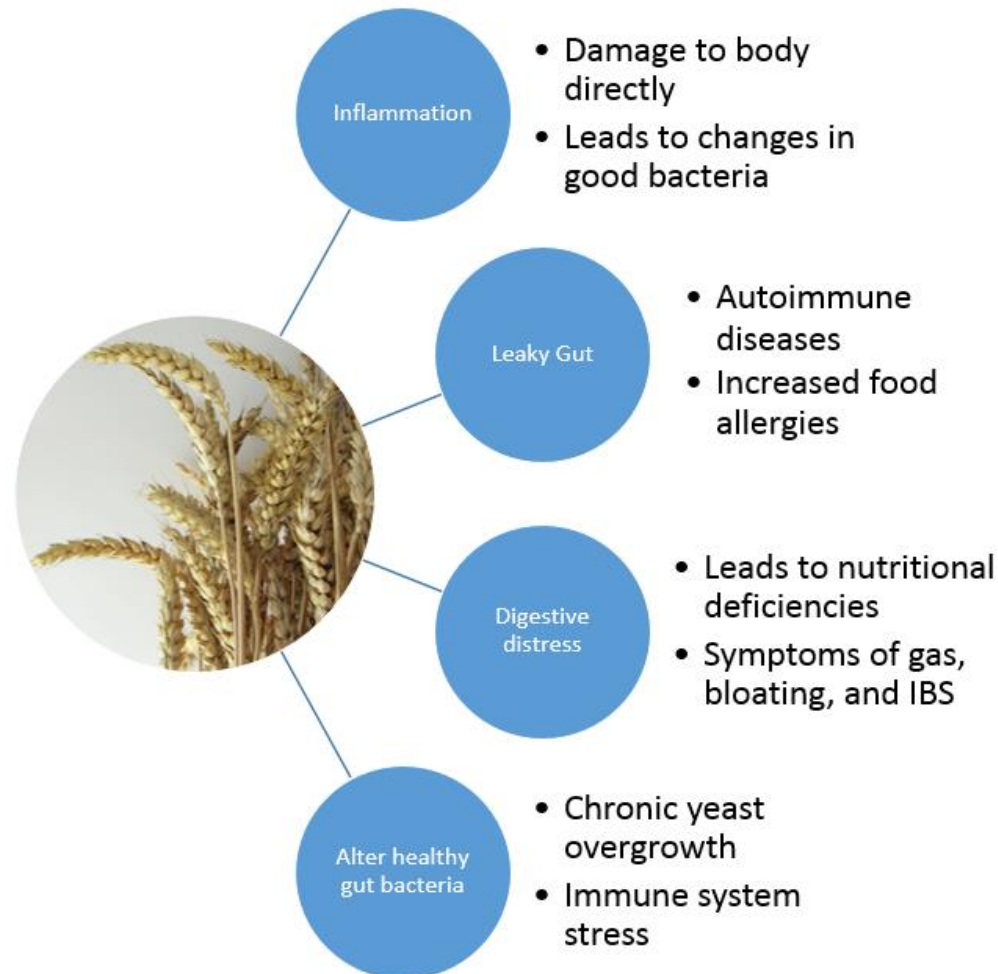 Inflammation
• Damage to body
directly
• Leads to changes in
good bacteria
Leaky Gut
• Autoimmune
diseases
• Increased food
allergies
Digestive
distress
• Leads to nutritional
deficiencies
• Symptoms of gas,
bloating, and IBS
Alter healthy
gut bacteria
• Chronic yeast
overgrowth
• Immune system
stress